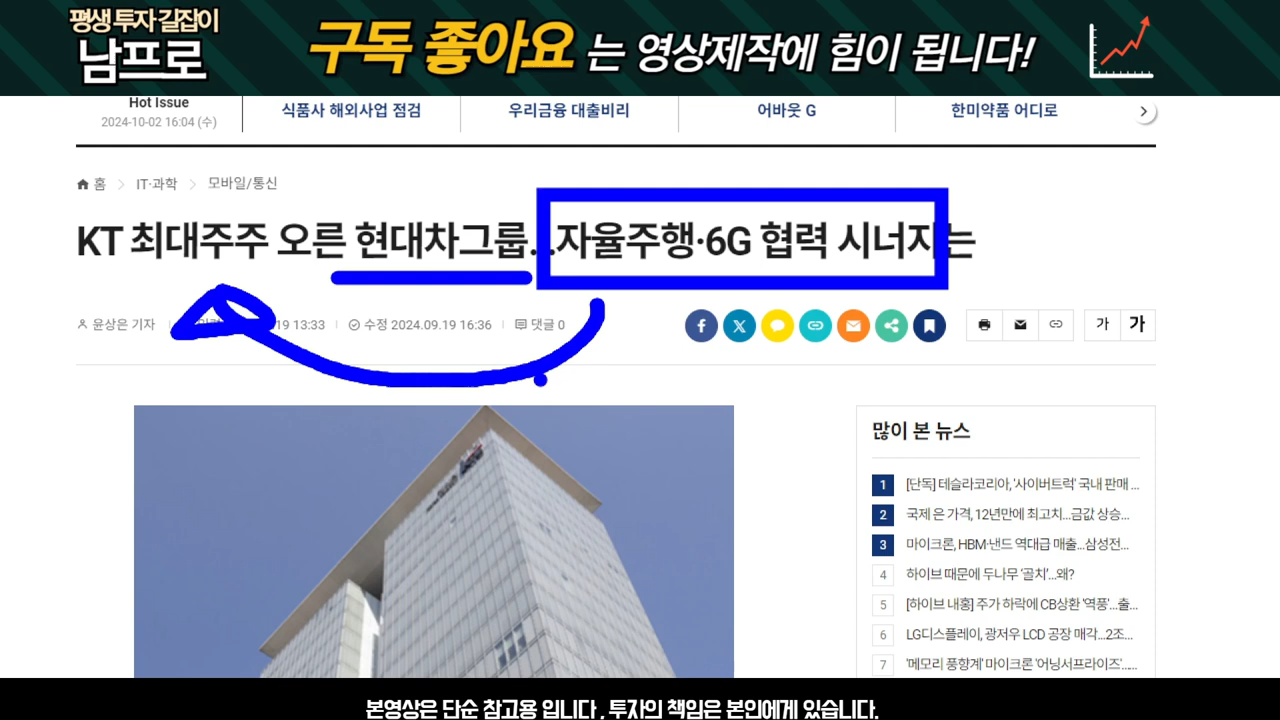 평생 투자 길잡이
남프로
구독 좋아요 는 영상제작에 힘이 됩니다!
Hot Issue
2024-10-02 16:04 (수)
식품사 해외사업 점검
우리금융 대출비리
어바웃 G
한미약품 어디로
홈 IT·과학 모바일/통신
KT 최대주주 오른 현대차그룹...자율주행·6G 협력 시너지는
윤상은 기자
19 13:33
수정 2024.09.19 16:36
댓글 0
가 가
많이 본 뉴스
1 [단독] 테슬라코리아, '사이버트럭' 국내 판매 ...
2 국제 은 가격, 12년만에 최고치...금값 상승...
3 마이크론, HBM·낸드 역대급 매출...삼성전...
4 하이브 때문에 두나무 '골치'...왜?
5 [하이브 내홍] 주가 하락에 CB상환 '역풍'...출...
6 LG디스플레이, 광저우 LCD 공장 매각...2조...
7 '메모리 풍향계' 마이크론 '어닝서프라이즈'...
본영상은 단순 참고용 입니다 , 투자의 책임은 본인에게 있습니다.